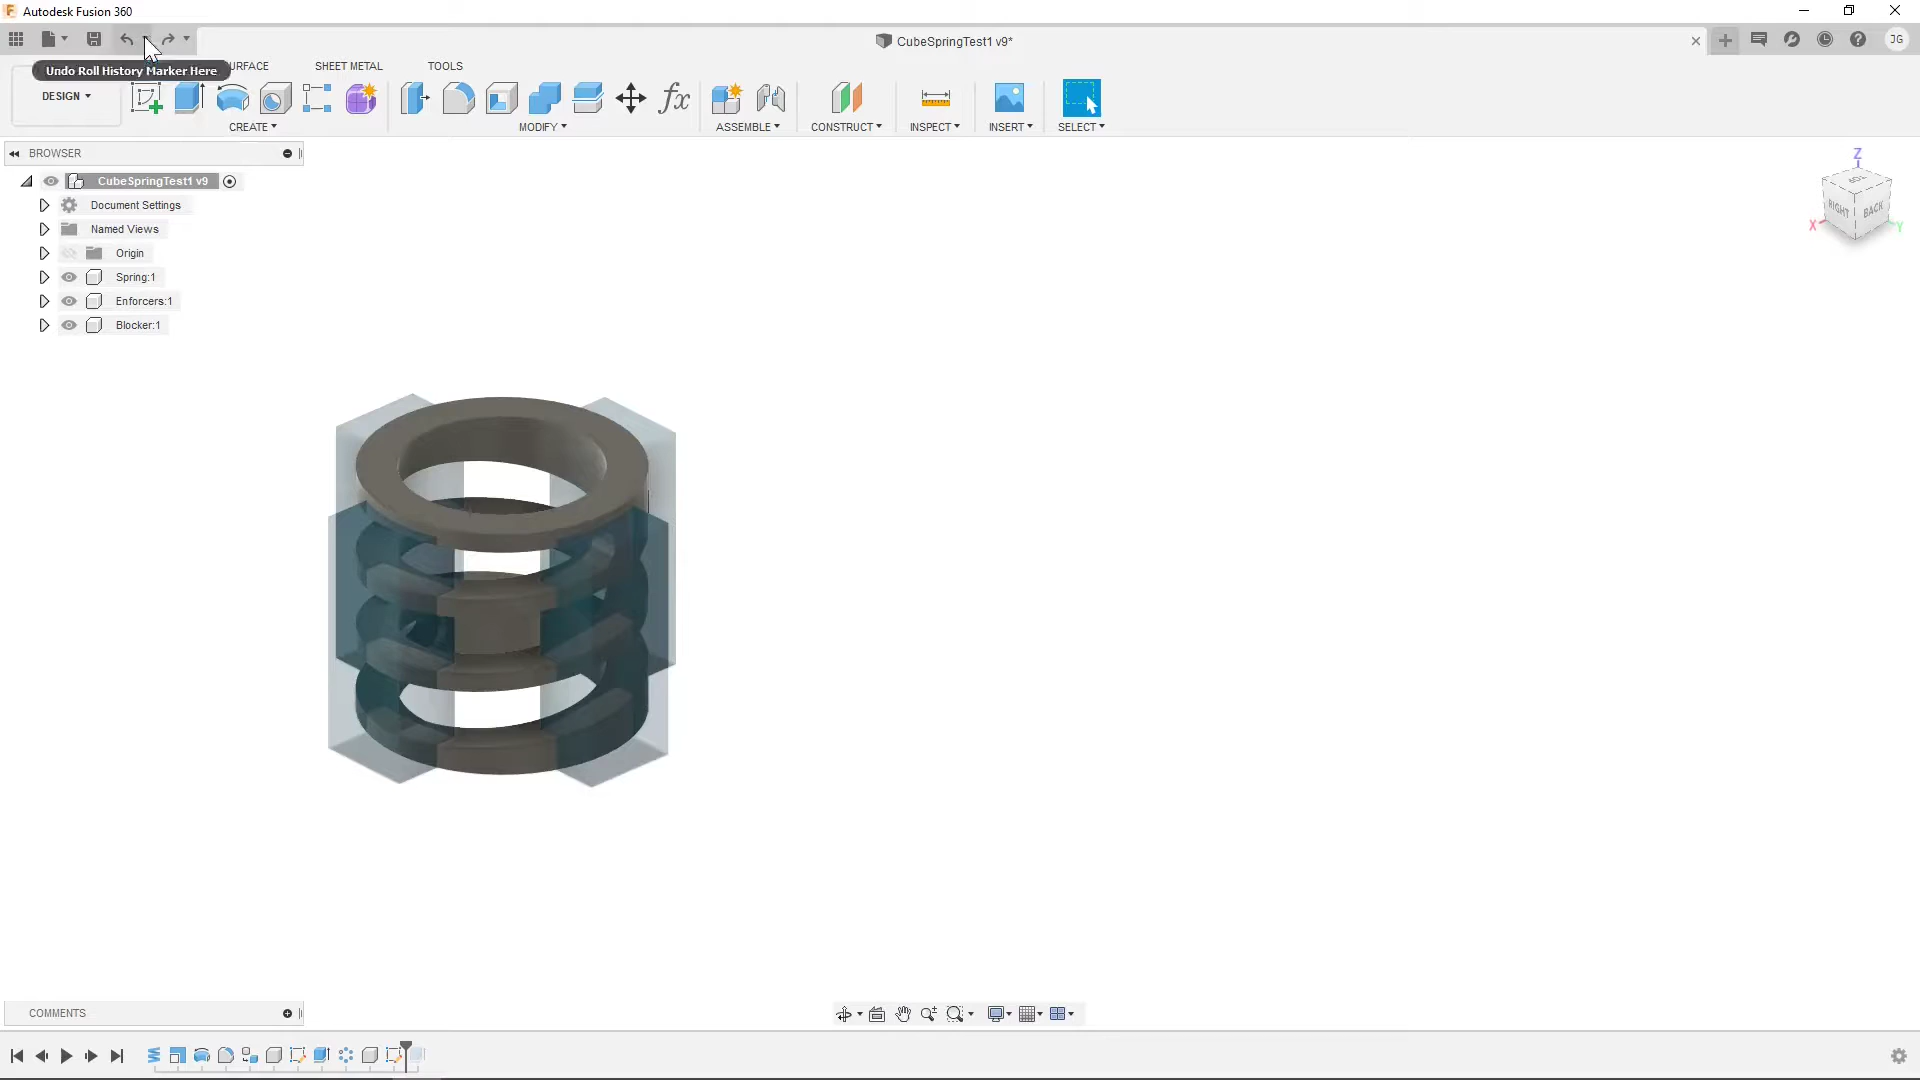 Autodesk Fusion 360
CubeSpringTest1 v9*
JG
Undo Roll History Marker Here
URFACE
SHEET METAL
TOOLS
DESIGN
fx
CREATE
MODIFY
ASSEMBLE
CONSTRUCT
INSPECT
INSERT
SELECT
BROWSER
CubeSpringTest1 v9
Document Settings
Named Views
Origin
Spring:1
Enforcers:1
Blocker:1
Z
TOP
RIGHT
BACK
X
Y
COMMENTS